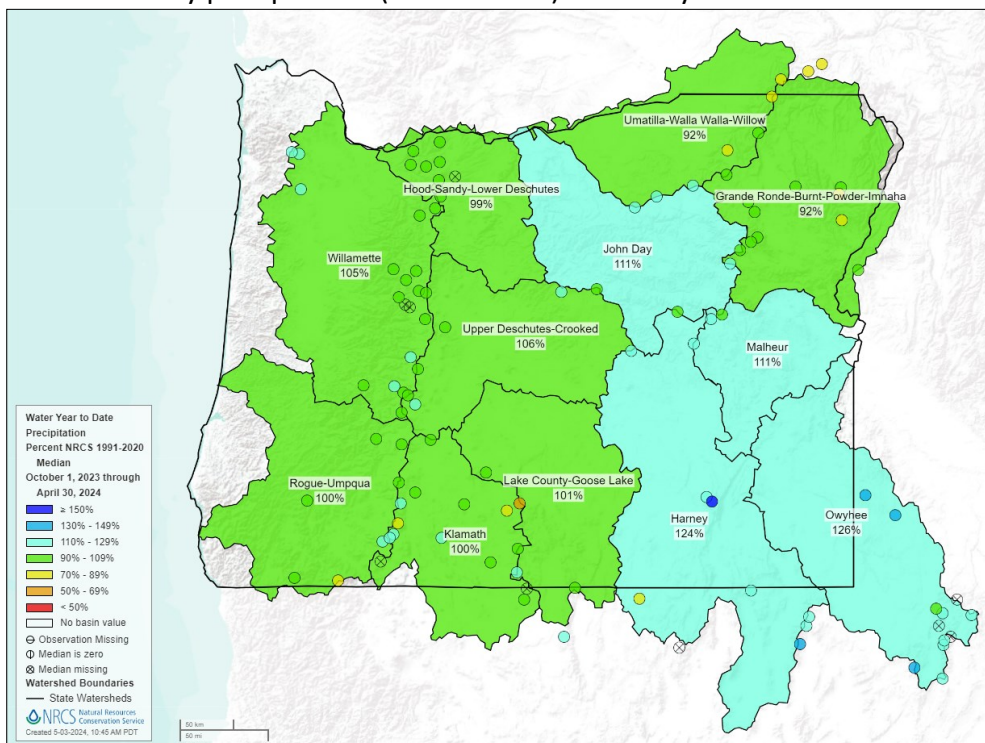 Umatilla-Walla Walla-Willow
92%
Hood-Sandy-Lower Deschutes
99%
Grande Ronde-Burnt-Powder-Imnaha
92%
John Day
111%
Willamette
105%
Upper Deschutes-Crooked
106%
Malheur
111%
Rogue-Umpqua
100%
Lake County-Goose Lake
101%
Klamath
100%
Harney
124%
Owyhee
126%
Water Year to Date
Precipitation
Percent NRCS 1991-2020
Median
October 1, 2023 through
April 30, 2024
≥ 150%
130% - 149%
110% - 129%
90% - 109%
70% - 89%
50% - 69%
< 50%
No basin value
Observation Missing
Median is zero
Median missing
Watershed Boundaries
State Watersheds
NRCS Natural Resources
Conservation Service
Created 5-03-2024, 10:45 AM PDT
50 km
50 mi